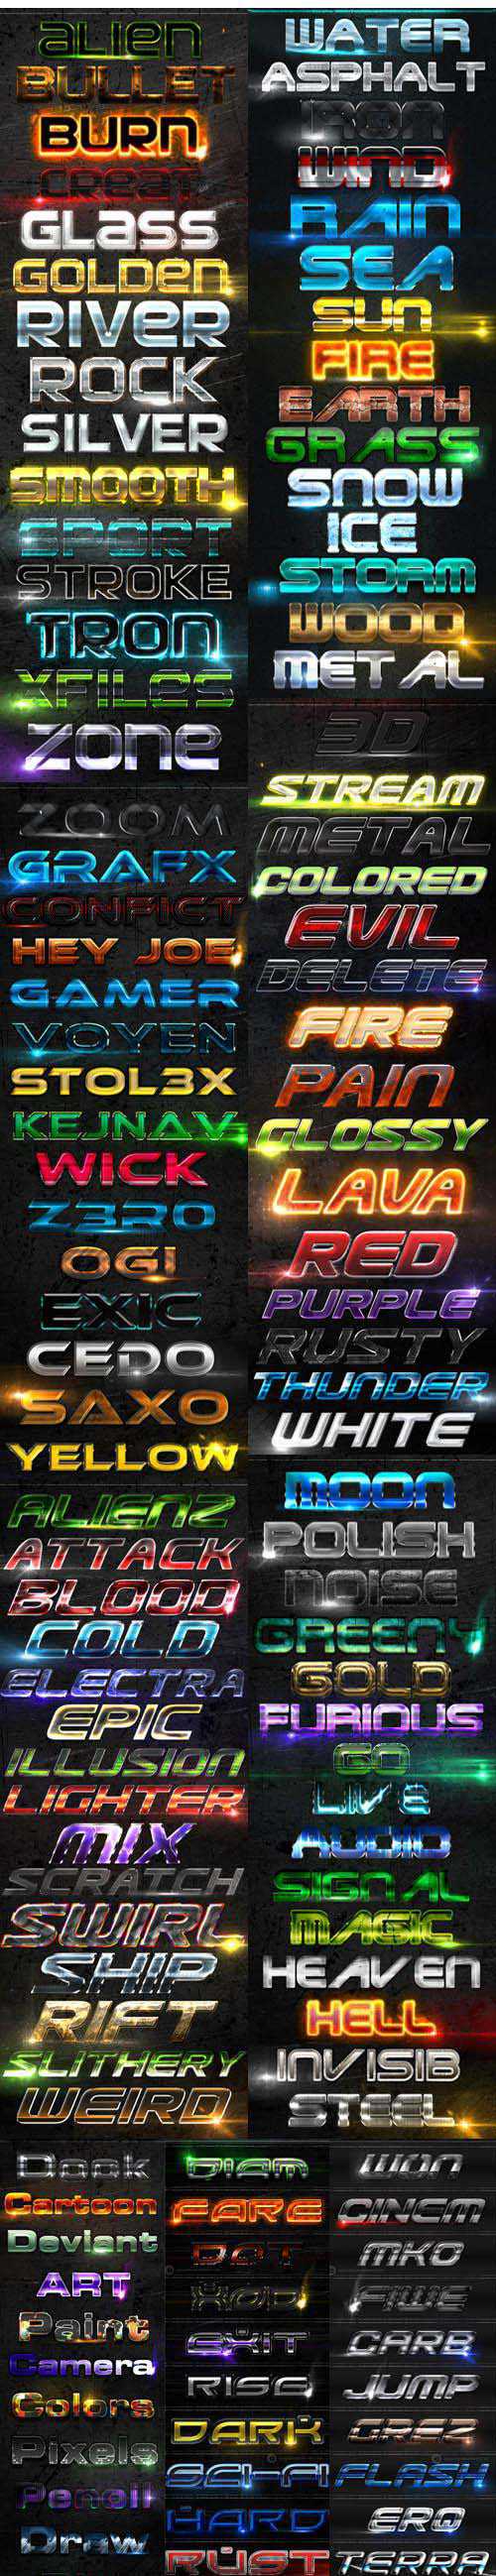 alien
BULLET
BURN
CREAT
GLASS
GOLDEN
RIVER
ROCK
SILVER
SMOOTH
SPORT
STROKE
TRON
XFILES
ZONE
WATER
ASPHALT
IRON
WIND
RAIN
SEA
SUN
FIRE
EARTH
GRASS
SNOW
ICE
STORM
WOOD
METAL
ZOOM
GRAFX
CONFICT
HEY JOE
GAMER
VOYEN
STOL3X
KEJNAV
WICK
Z3RO
OGI
EXIC
CEDO
SAXO
YELLOW
3D
STREAM
METAL
COLORED
EVIL
DELETE
FIRE
PAIN
GLOSSY
LAVA
RED
PURPLE
RUSTY
THUNDER
WHITE
ALIENZ
ATTACK
BLOOD
COLD
ELECTRA
EPIC
ILLUSION
LIGHTER
MIX
SCRATCH
SWIRL
SHIP
RIFT
SLITHERY
WEIRD
MOON
POLISH
NOISE
GREENY
GOLD
FURIOUS
GO
LIVE
AUDIO
SIGNAL
MAGIC
HEAVEN
HELL
INVISIB
STEEL
Dook
Cartoon
Deviant
ART
Paint
Camera
Colors
Pixels
Pencil
Draw
DIAM
FARE
DOT
EXIT
RISE
DARK
SCI-FI
HARD
RUST
WON
CINEM
MKO
FIVE
CARB
JUMP
GREZ
FLASH
ERQ
TERRA